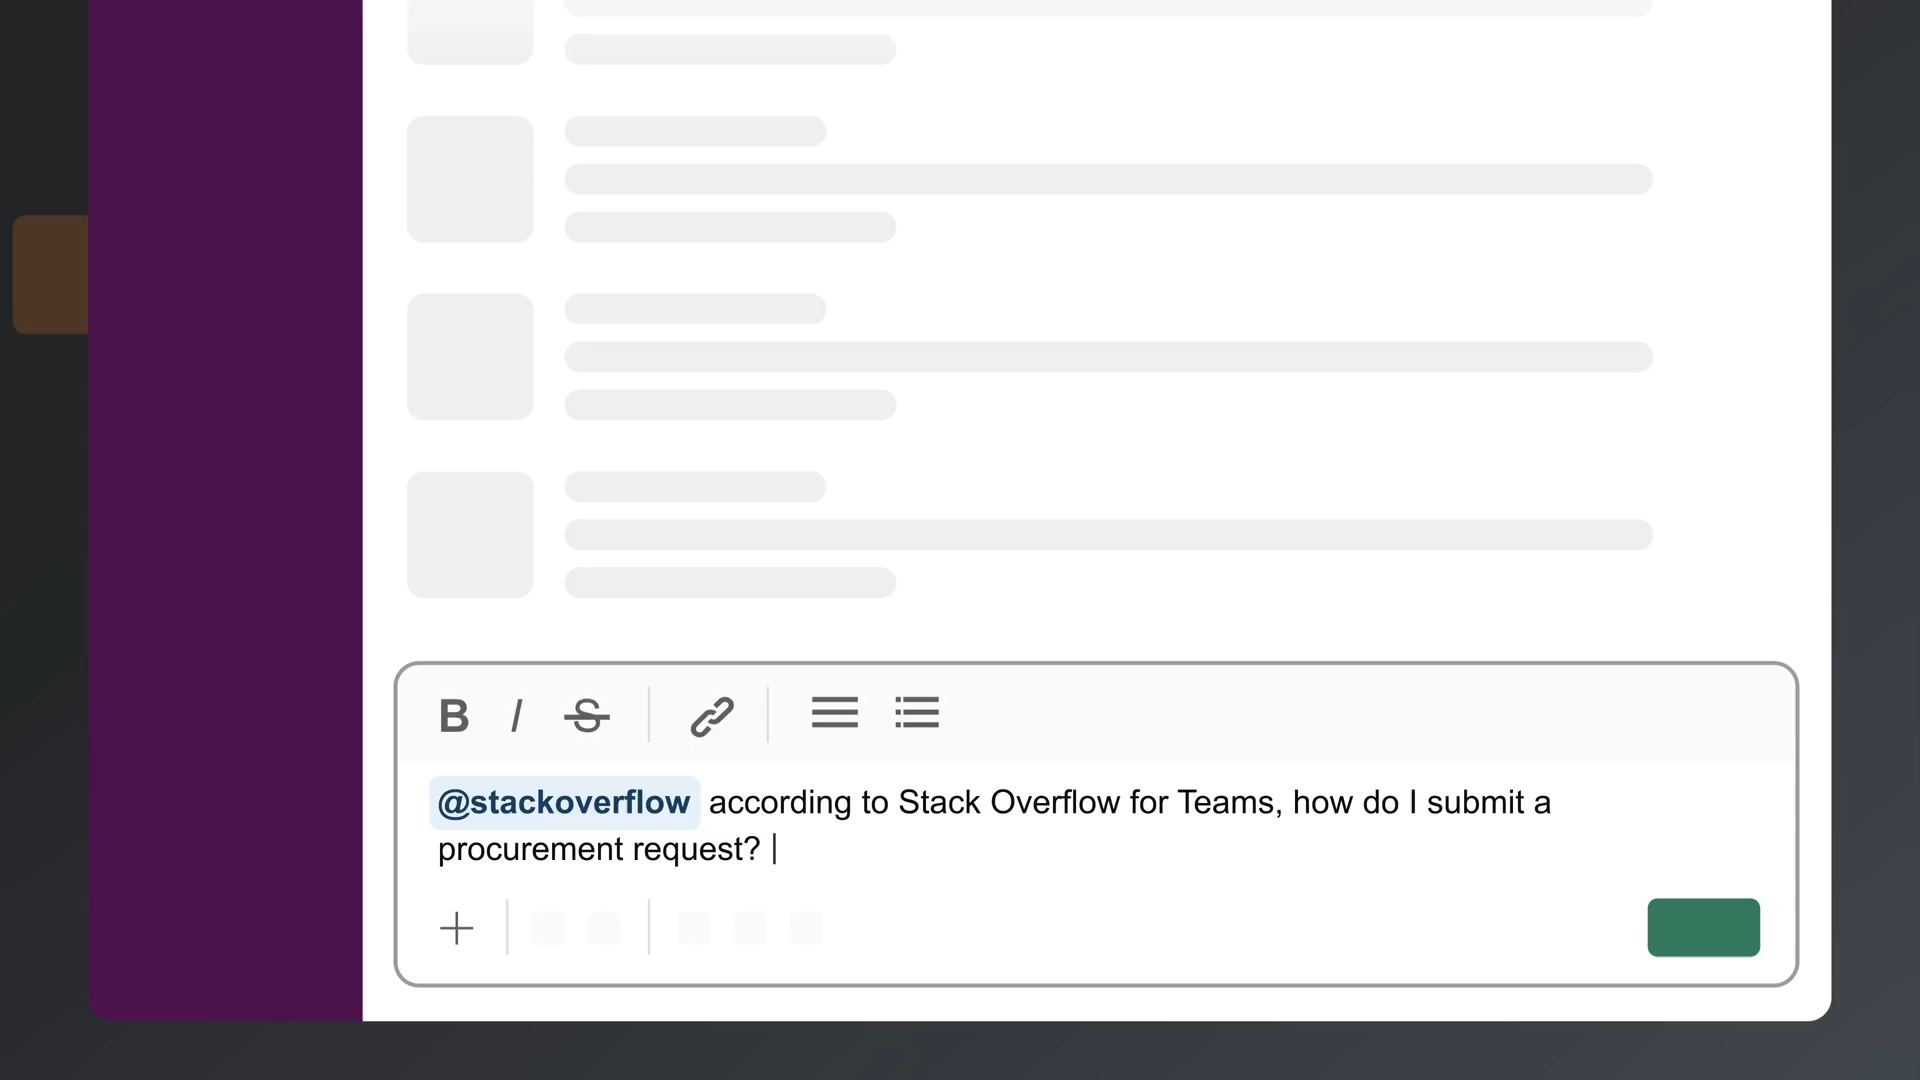 B I S
@stackoverflow according to Stack Overflow for Teams, how do I submit a
procurement request?